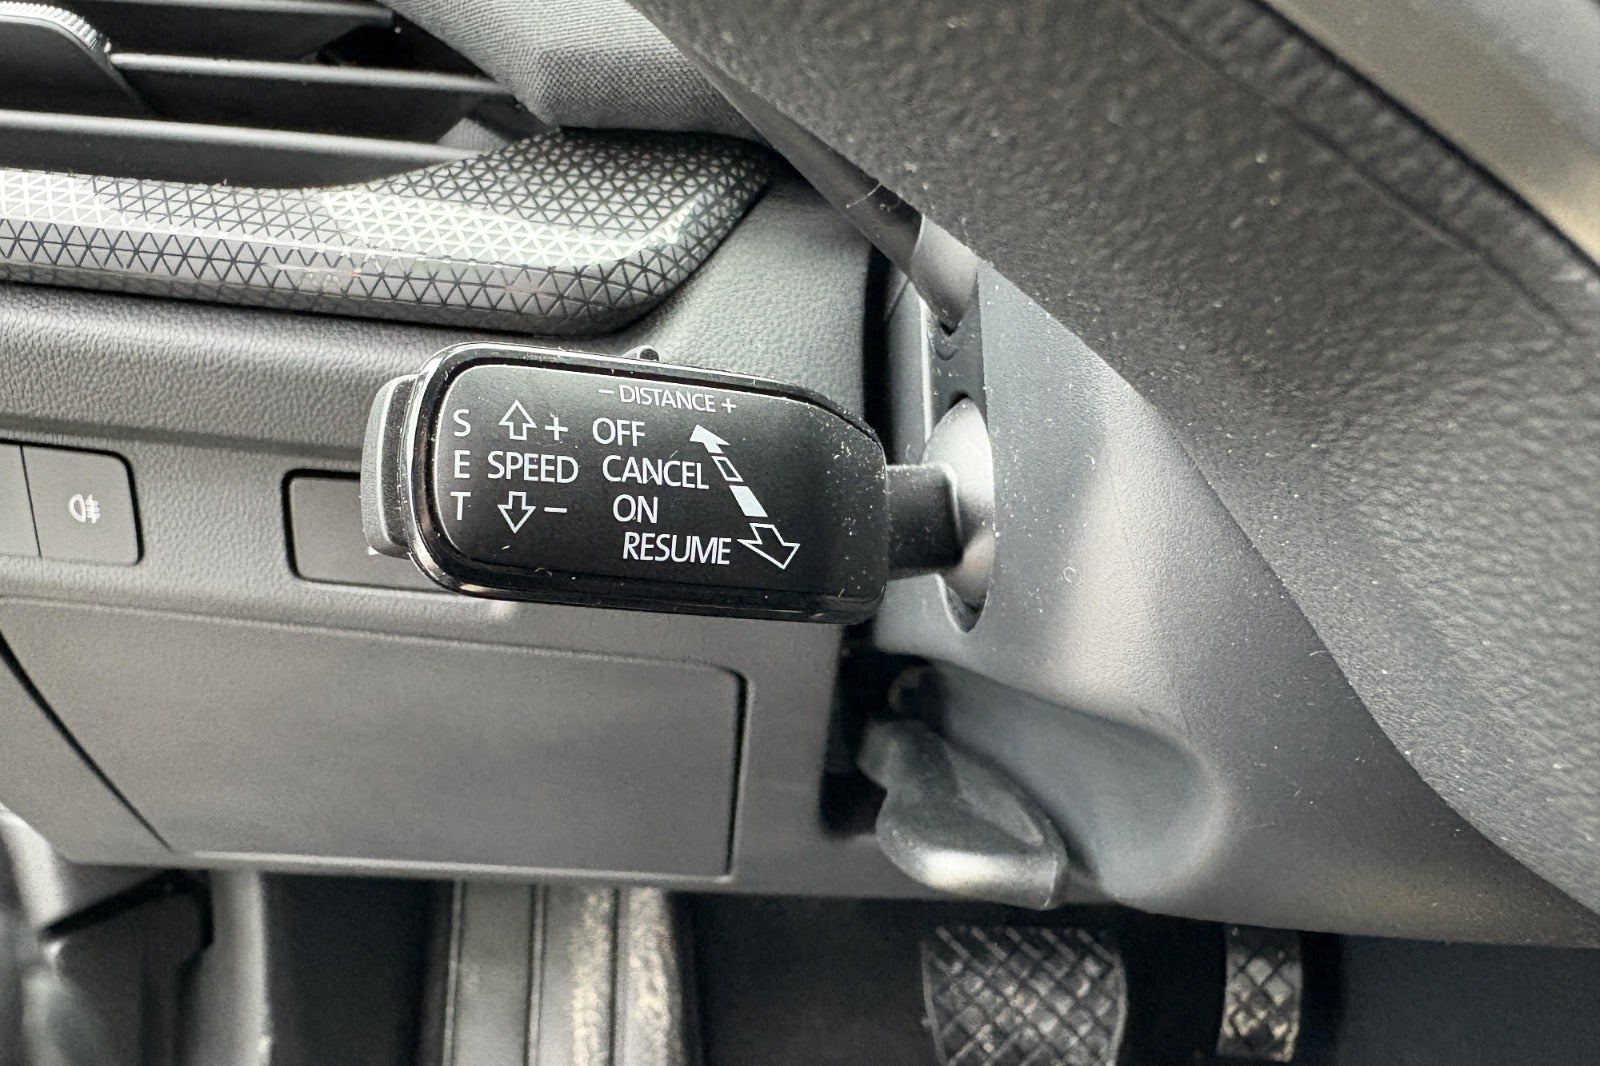 − DISTANCE +
S + OFF
E SPEED CANCEL
T − ON
RESUME